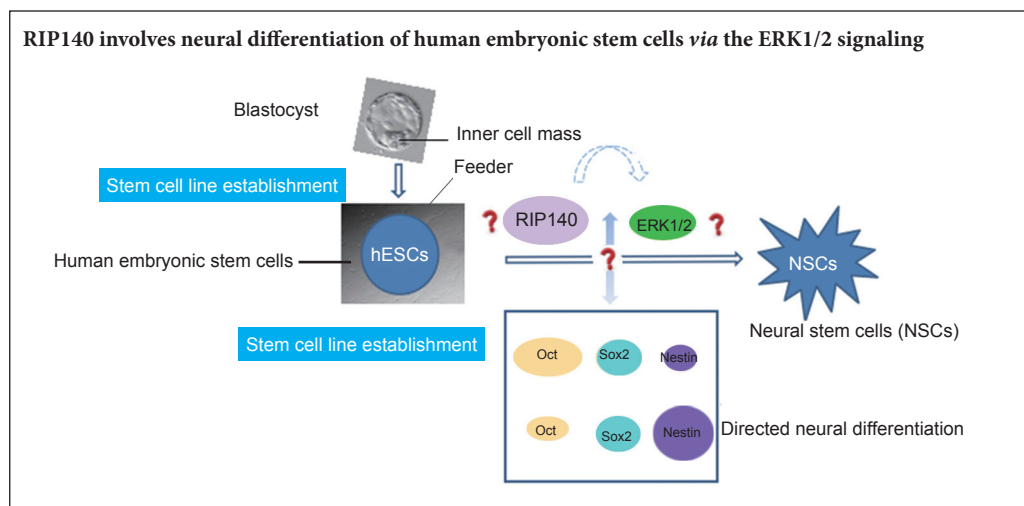 RIP140 involves neural differentiation of human embryonic stem cells via the ERK1/2 signaling
Blastocyst
Inner cell mass
Feeder
Stem cell line establishment
? RIP140 ERK1/2 ?
Human embryonic stem cells
hESCs
?
NSCs
Neural stem cells (NSCs)
Stem cell line establishment
Oct Sox2 Nestin
Oct Sox2 Nestin
Directed neural differentiation